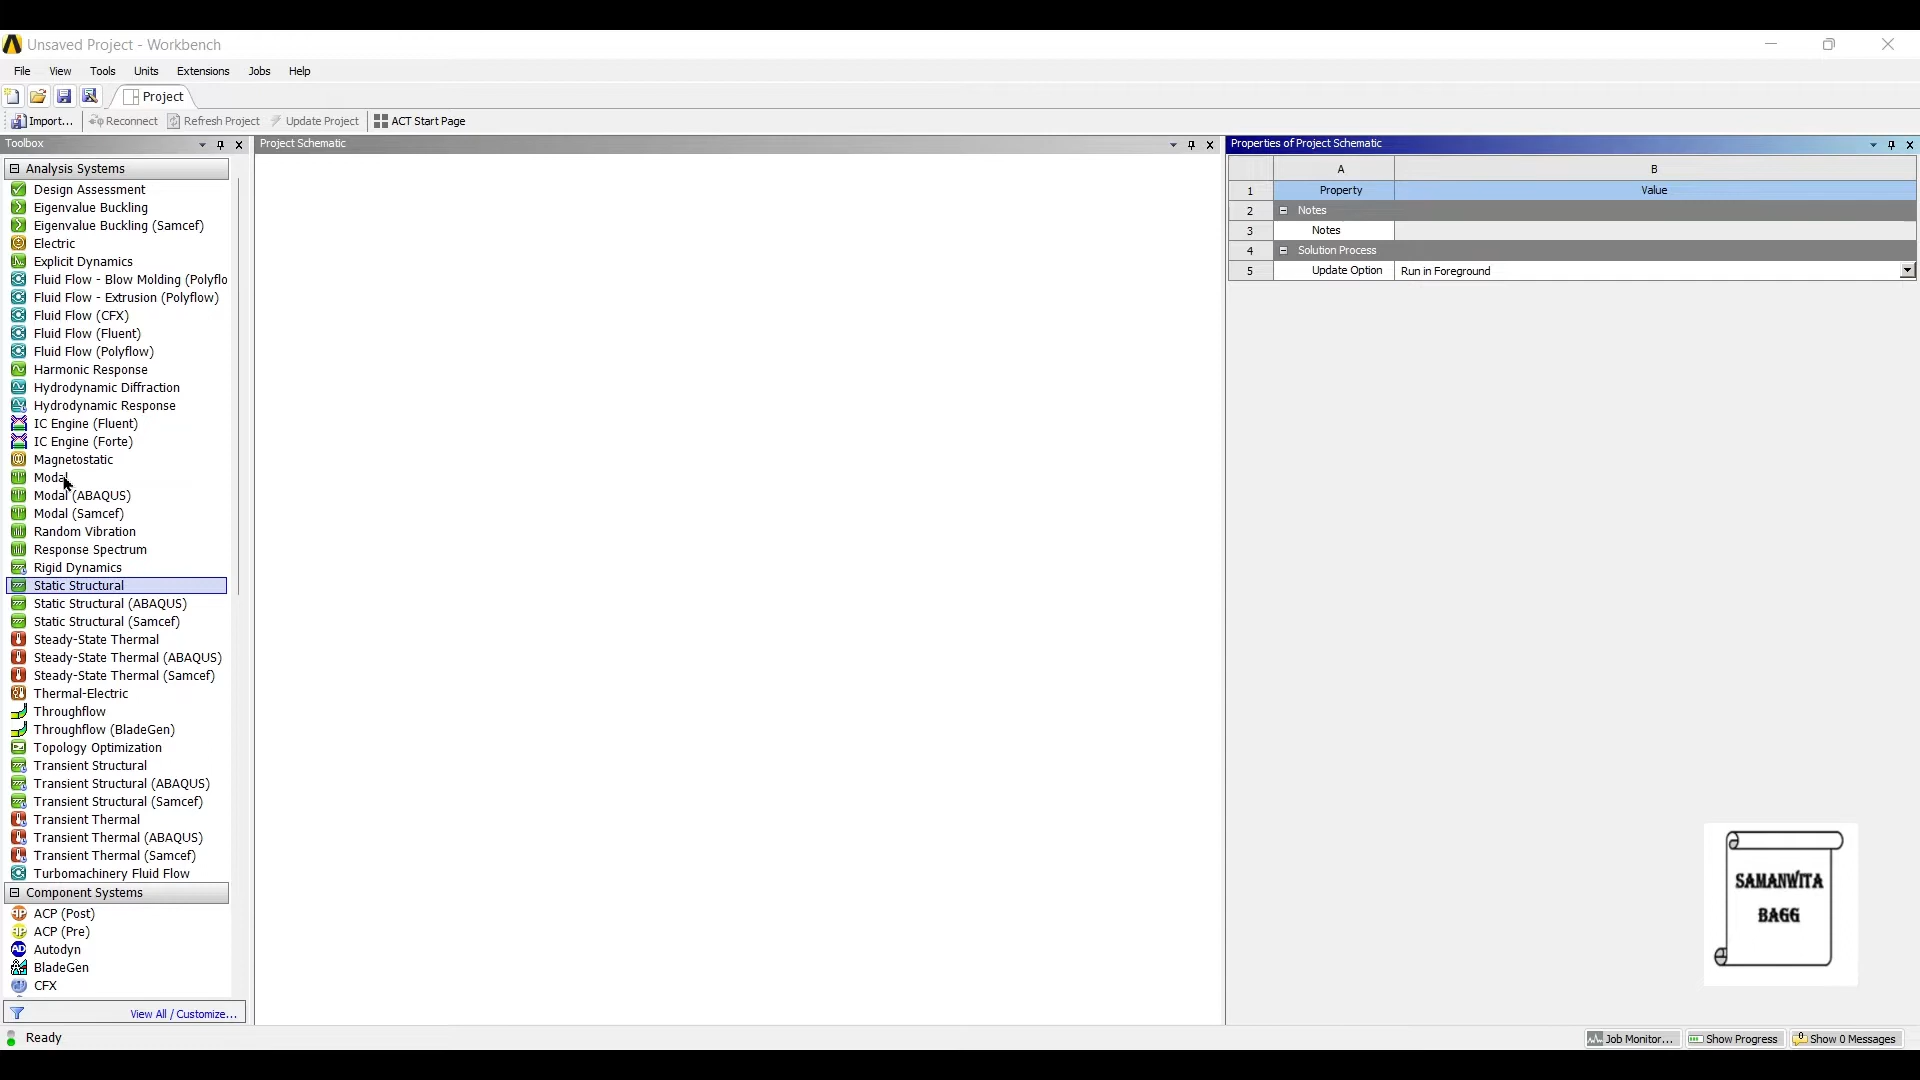 Unsaved Project - Workbench
File View Tools Units Extensions Jobs Help
Project
Import... Reconnect Refresh Project Update Project ACT Start Page
Toolbox
Analysis Systems
Design Assessment
Eigenvalue Buckling
Eigenvalue Buckling (Samcef)
Electric
Explicit Dynamics
Fluid Flow - Blow Molding (Polyflo
Fluid Flow - Extrusion (Polyflow)
Fluid Flow (CFX)
Fluid Flow (Fluent)
Fluid Flow (Polyflow)
Harmonic Response
Hydrodynamic Diffraction
Hydrodynamic Response
IC Engine (Fluent)
IC Engine (Forte)
Magnetostatic
Modal
Modal (ABAQUS)
Modal (Samcef)
Random Vibration
Response Spectrum
Rigid Dynamics
Static Structural
Static Structural (ABAQUS)
Static Structural (Samcef)
Steady-State Thermal
Steady-State Thermal (ABAQUS)
Steady-State Thermal (Samcef)
Thermal-Electric
Throughflow
Throughflow (BladeGen)
Topology Optimization
Transient Structural
Transient Structural (ABAQUS)
Transient Structural (Samcef)
Transient Thermal
Transient Thermal (ABAQUS)
Transient Thermal (Samcef)
Turbomachinery Fluid Flow
Component Systems
ACP (Post)
ACP (Pre)
AD Autodyn
BladeGen
CFX
View All / Customize...
Project Schematic
Properties of Project Schematic
A B
1 Property Value
2 Notes
3 Notes
4 Solution Process
5 Update Option Run in Foreground
SAMANWITA
BAGG
Ready
Job Monitor... Show Progress Show 0 Messages